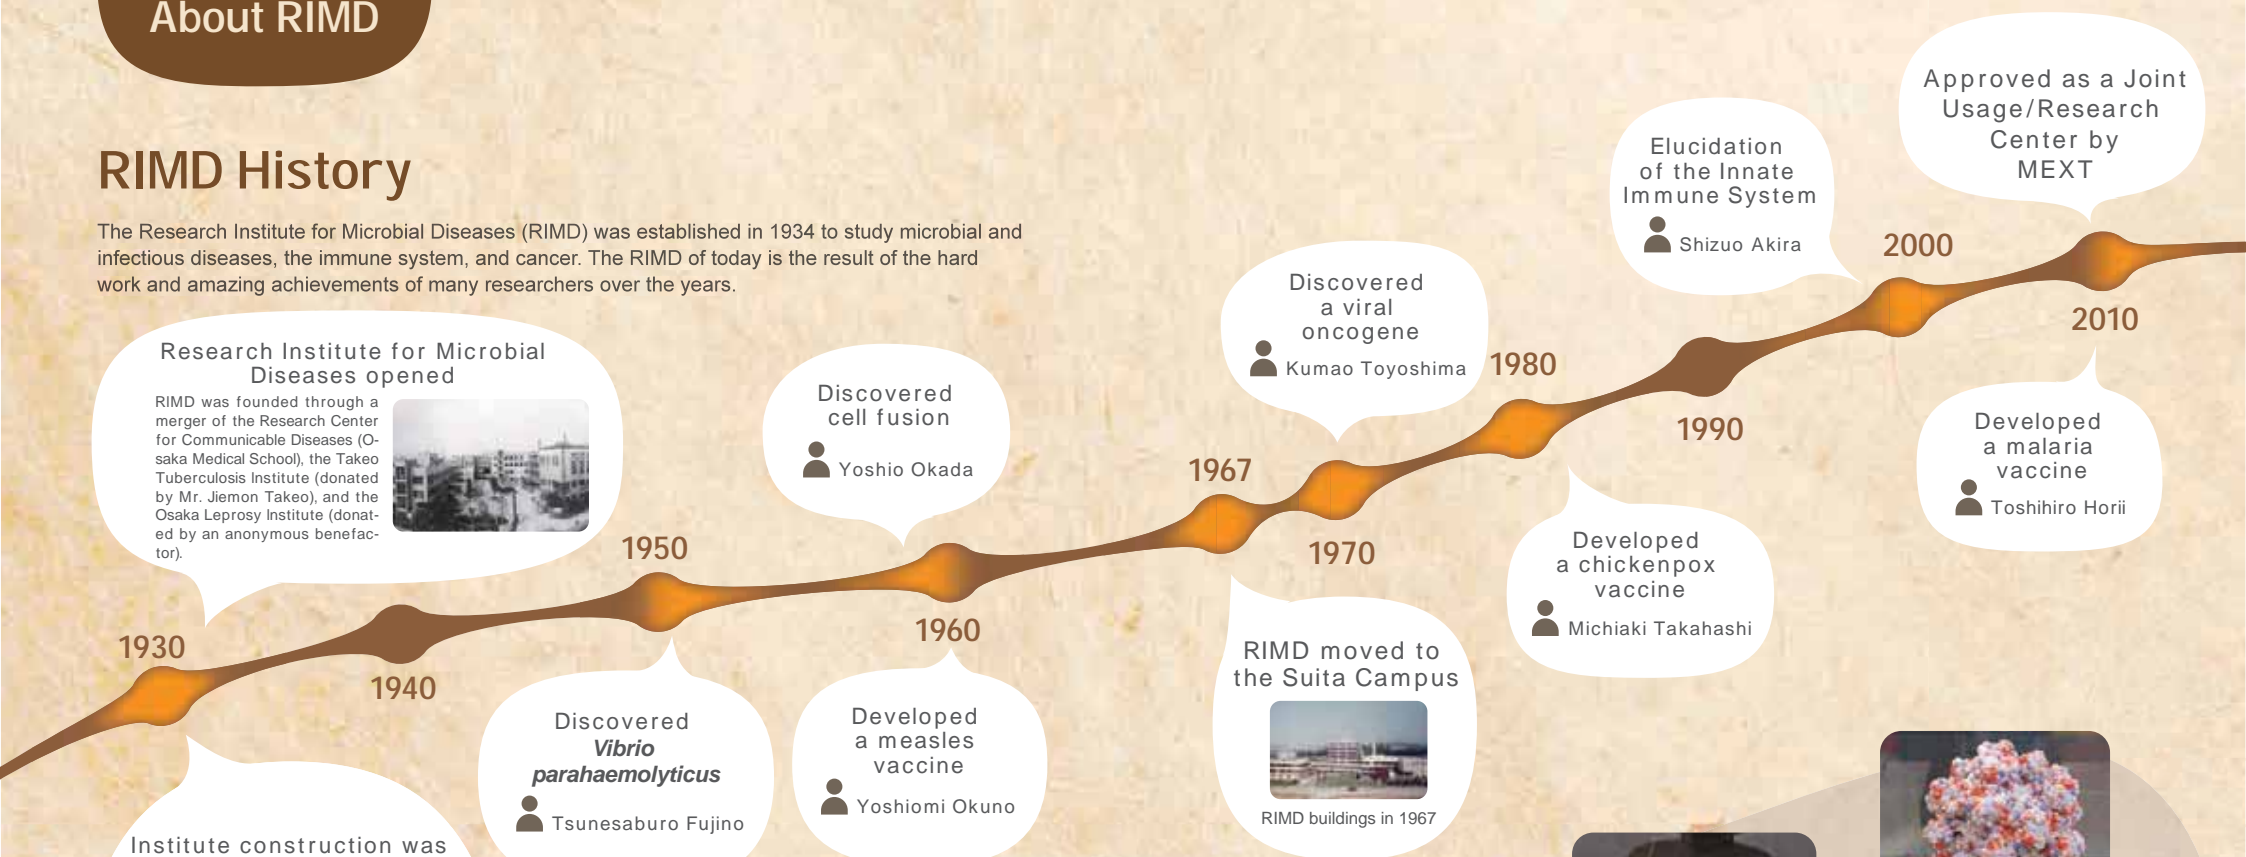 About RIMD
RIMD History
The Research Institute for Microbial Diseases (RIMD) was established in 1934 to study microbial and
infectious diseases, the immune system, and cancer. The RIMD of today is the result of the hard
work and amazing achievements of many researchers over the years.
Research Institute for Microbial
Diseases opened
RIMD was founded through a
merger of the Research Center
for Communicable Diseases (O-
saka Medical School), the Takeo
Tuberculosis Institute (donated
by Mr. Jiemon Takeo), and the
Osaka Leprosy Institute (donat-
ed by an anonymous benefac-
tor).
1930
Institute construction was
1940
1950
Discovered
Vibrio
parahaemolyticus
Tsunesaburo Fujino
Discovered
cell fusion
Yoshio Okada
1960
Developed
a measles
vaccine
Yoshiomi Okuno
1967
RIMD moved to
the Suita Campus
RIMD buildings in 1967
Discovered
a viral
oncogene
Kumao Toyoshima
1970
1980
Developed
a chickenpox
vaccine
Michiaki Takahashi
1990
Elucidation
of the Innate
Immune System
Shizuo Akira
2000
Approved as a Joint
Usage/Research
Center by
MEXT
2010
Developed
a malaria
vaccine
Toshihiro Horii